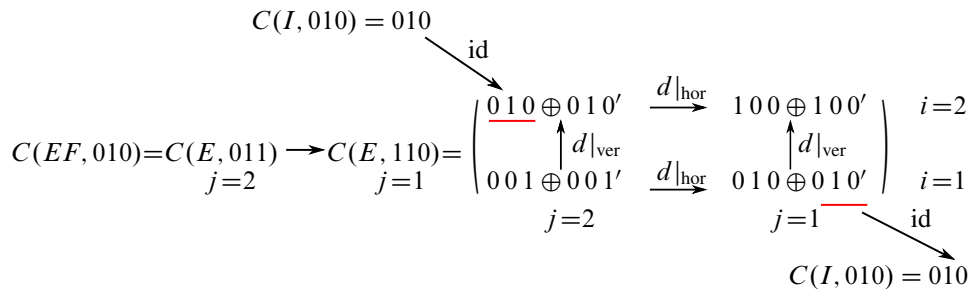 C(I, 010) = 010
id
0 1 0 ⊕ 0 1 0′ d|hor 1 0 0 ⊕ 1 0 0′ i=2
C(EF, 010)=C(E, 011) → C(E, 110)= d|ver d|ver
j=2 j=1 0 0 1 ⊕ 0 0 1′ d|hor 0 1 0 ⊕ 0 1 0′ i=1
j=2 j=1 id
C(I, 010) = 010